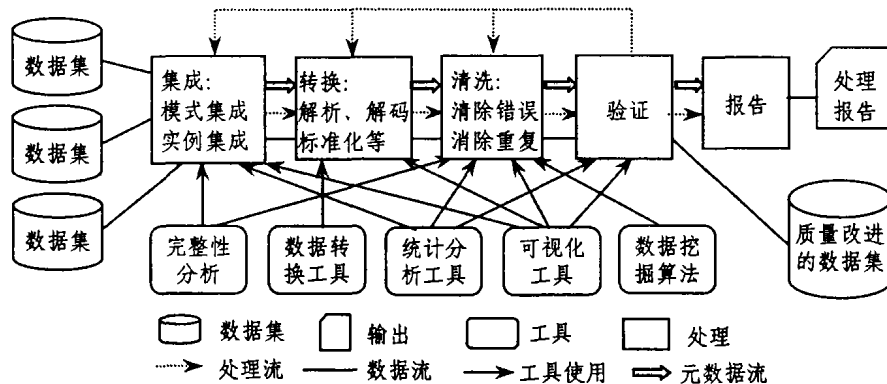 数据集
数据集
数据集
集成:
模式集成
实例集成
转换:
解析、解码
标准化等
清洗:
清除错误
消除重复
验证
报告
处理
报告
完整性
分析
数据转
换工具
统计分
析工具
可视化
工具
数据挖
掘算法
质量改进
的数据集
数据集
输出
工具
处理
处理流
数据流
工具使用
元数据流